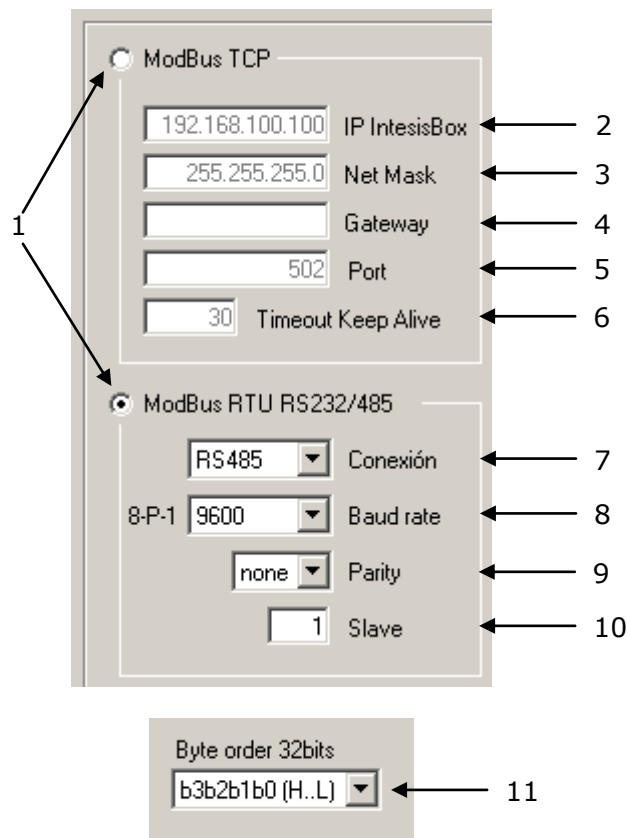 ModBus TCP
192.168.100.100 IP IntesisBox 2
255.255.255.0 Net Mask 3
Gateway 4
1
502 Port 5
30 Timeout Keep Alive 6
ModBus RTU RS232/485
RS485 Conexión 7
8-P-1 9600 Baud rate 8
none Parity 9
1 Slave 10
Byte order 32bits
b3b2b1b0 (H..L) 11